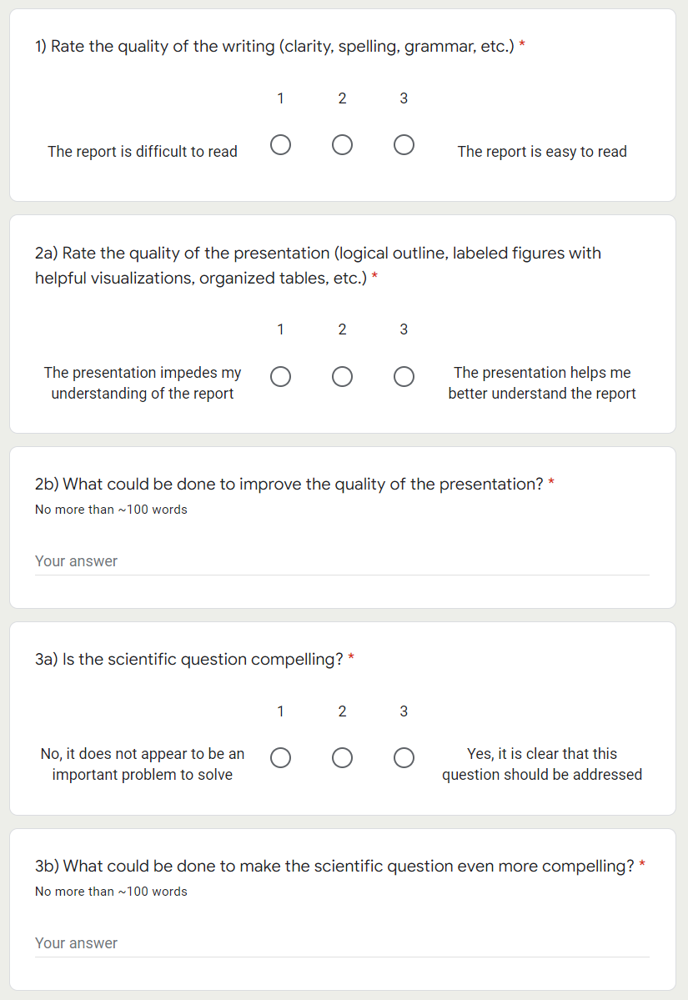 1) Rate the quality of the writing (clarity, spelling, grammar, etc.) *
1 2 3
The report is difficult to read
The report is easy to read
2a) Rate the quality of the presentation (logical outline, labeled figures with
helpful visualizations, organized tables, etc.) *
1 2 3
The presentation impedes my
understanding of the report
The presentation helps me
better understand the report
2b) What could be done to improve the quality of the presentation? *
No more than ~100 words
Your answer
3a) Is the scientific question compelling? *
1 2 3
No, it does not appear to be an
important problem to solve
Yes, it is clear that this
question should be addressed
3b) What could be done to make the scientific question even more compelling? *
No more than ~100 words
Your answer